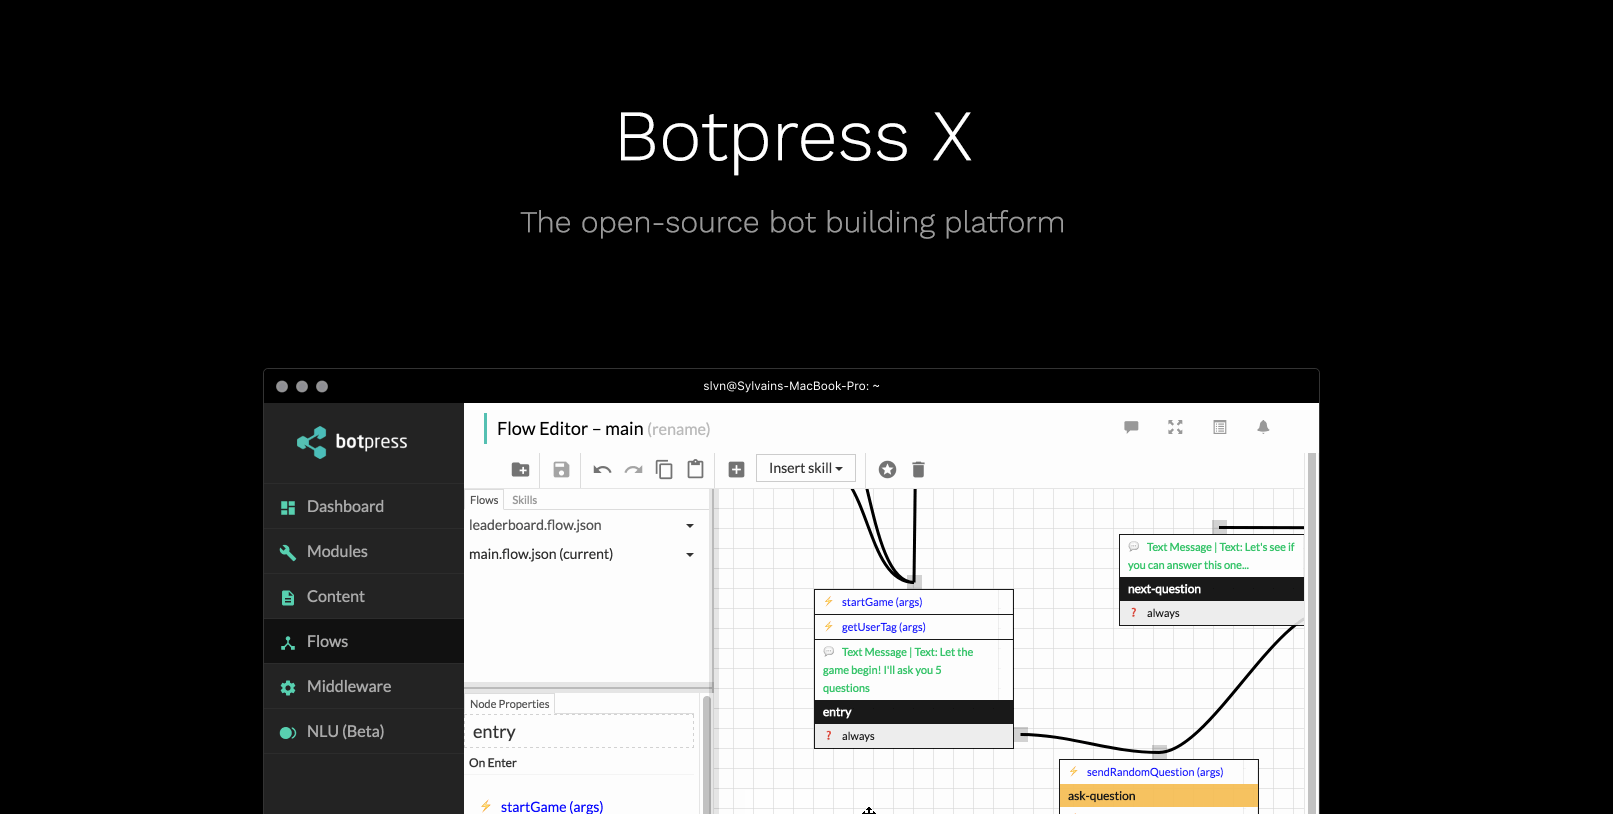 Botpress X
The open-source bot building platform
slvn@Sylvains-MacBook-Pro: ~
botpress
Dashboard
Modules
Content
Flows
Middleware
NLU (Beta)
Flow Editor – main (rename)
Insert skill
Flows Skills
leaderboard.flow.json
main.flow.json (current)
Node Properties
entry
On Enter
startGame (args)
startGame (args)
getUserTag (args)
Text Message | Text: Let the
game begin! I'll ask you 5
questions
entry
always
Text Message | Text: Let's see if
you can answer this one...
next-question
always
sendRandomQuestion (args)
ask-question